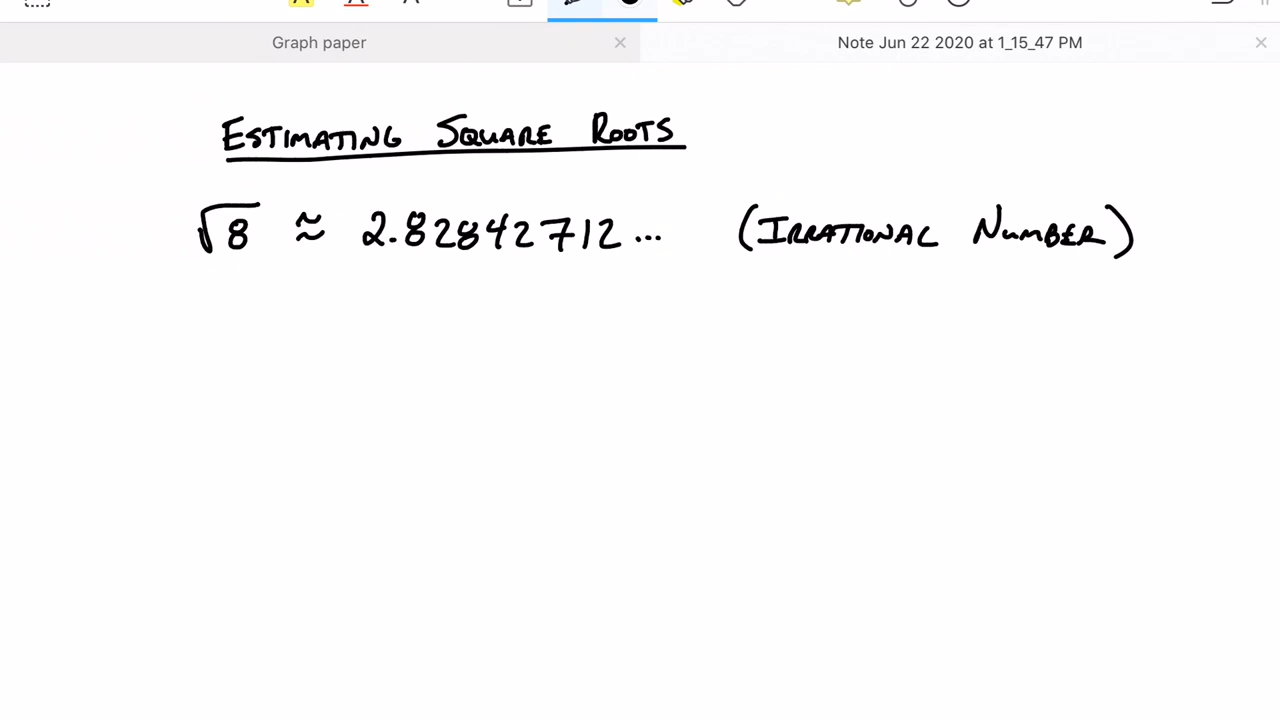 Graph paper
Note Jun 22 2020 at 1_15_47 PM
ESTIMATING SQUARE ROOTS
√8 ≈ 2.82842712... (IRRATIONAL NUMBER)